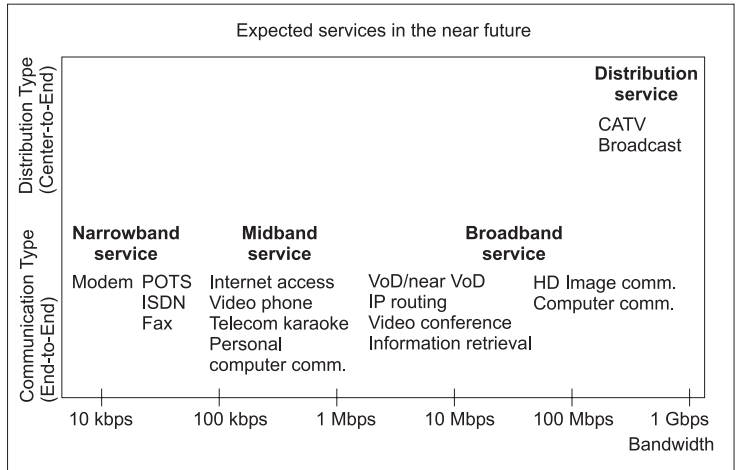 Expected services in the near future
Distribution Type
(Center-to-End)
Distribution
service
CATV
Broadcast
Communication Type
(End-to-End)
Narrowband
service
Modem POTS
ISDN
Fax
Midband
service
Internet access
Video phone
Telecom karaoke
Personal
computer comm.
Broadband
service
VoD/near VoD
IP routing
Video conference
Information retrieval
HD Image comm.
Computer comm.
10 kbps 100 kbps 1 Mbps 10 Mbps 100 Mbps 1 Gbps
Bandwidth